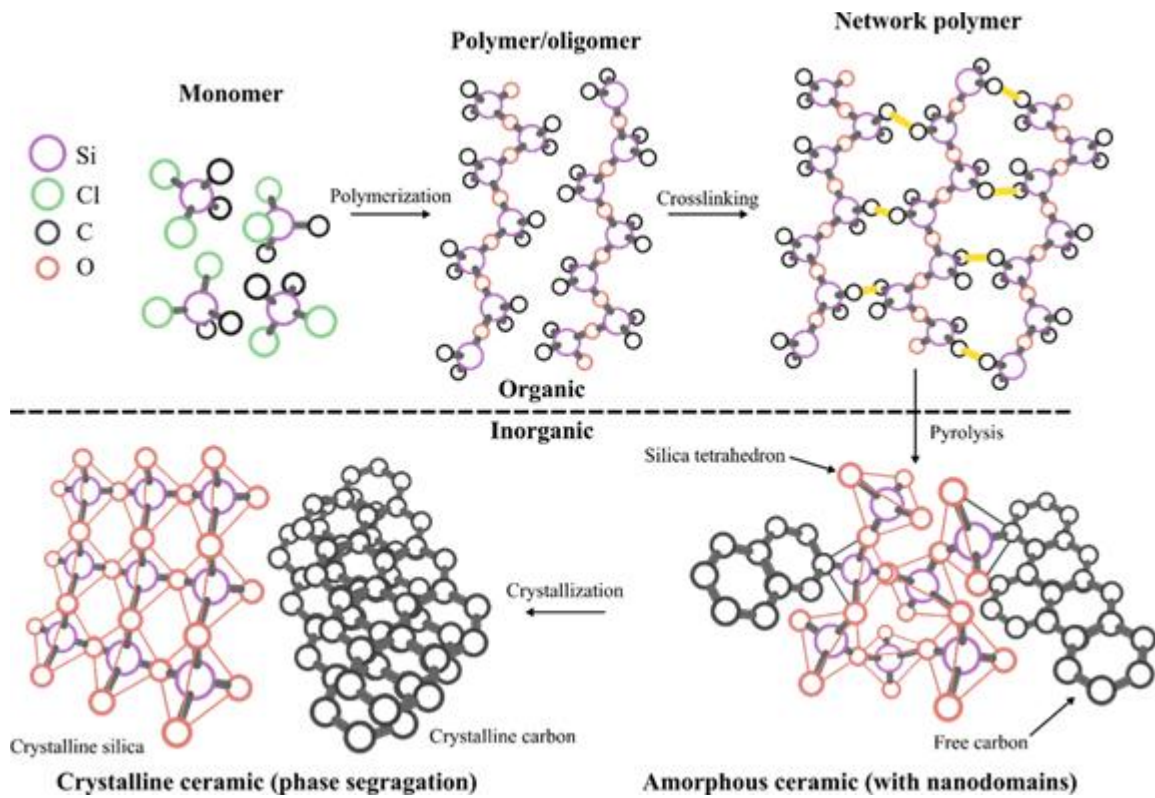 Network polymer
Polymer/oligomer
Monomer
Si
Cl
C
O
Polymerization
Crosslinking
Organic
Inorganic
Pyrolysis
Silica tetrahedron
Crystallization
Crystalline silica
Crystalline carbon
Free carbon
Crystalline ceramic (phase segragation)
Amorphous ceramic (with nanodomains)